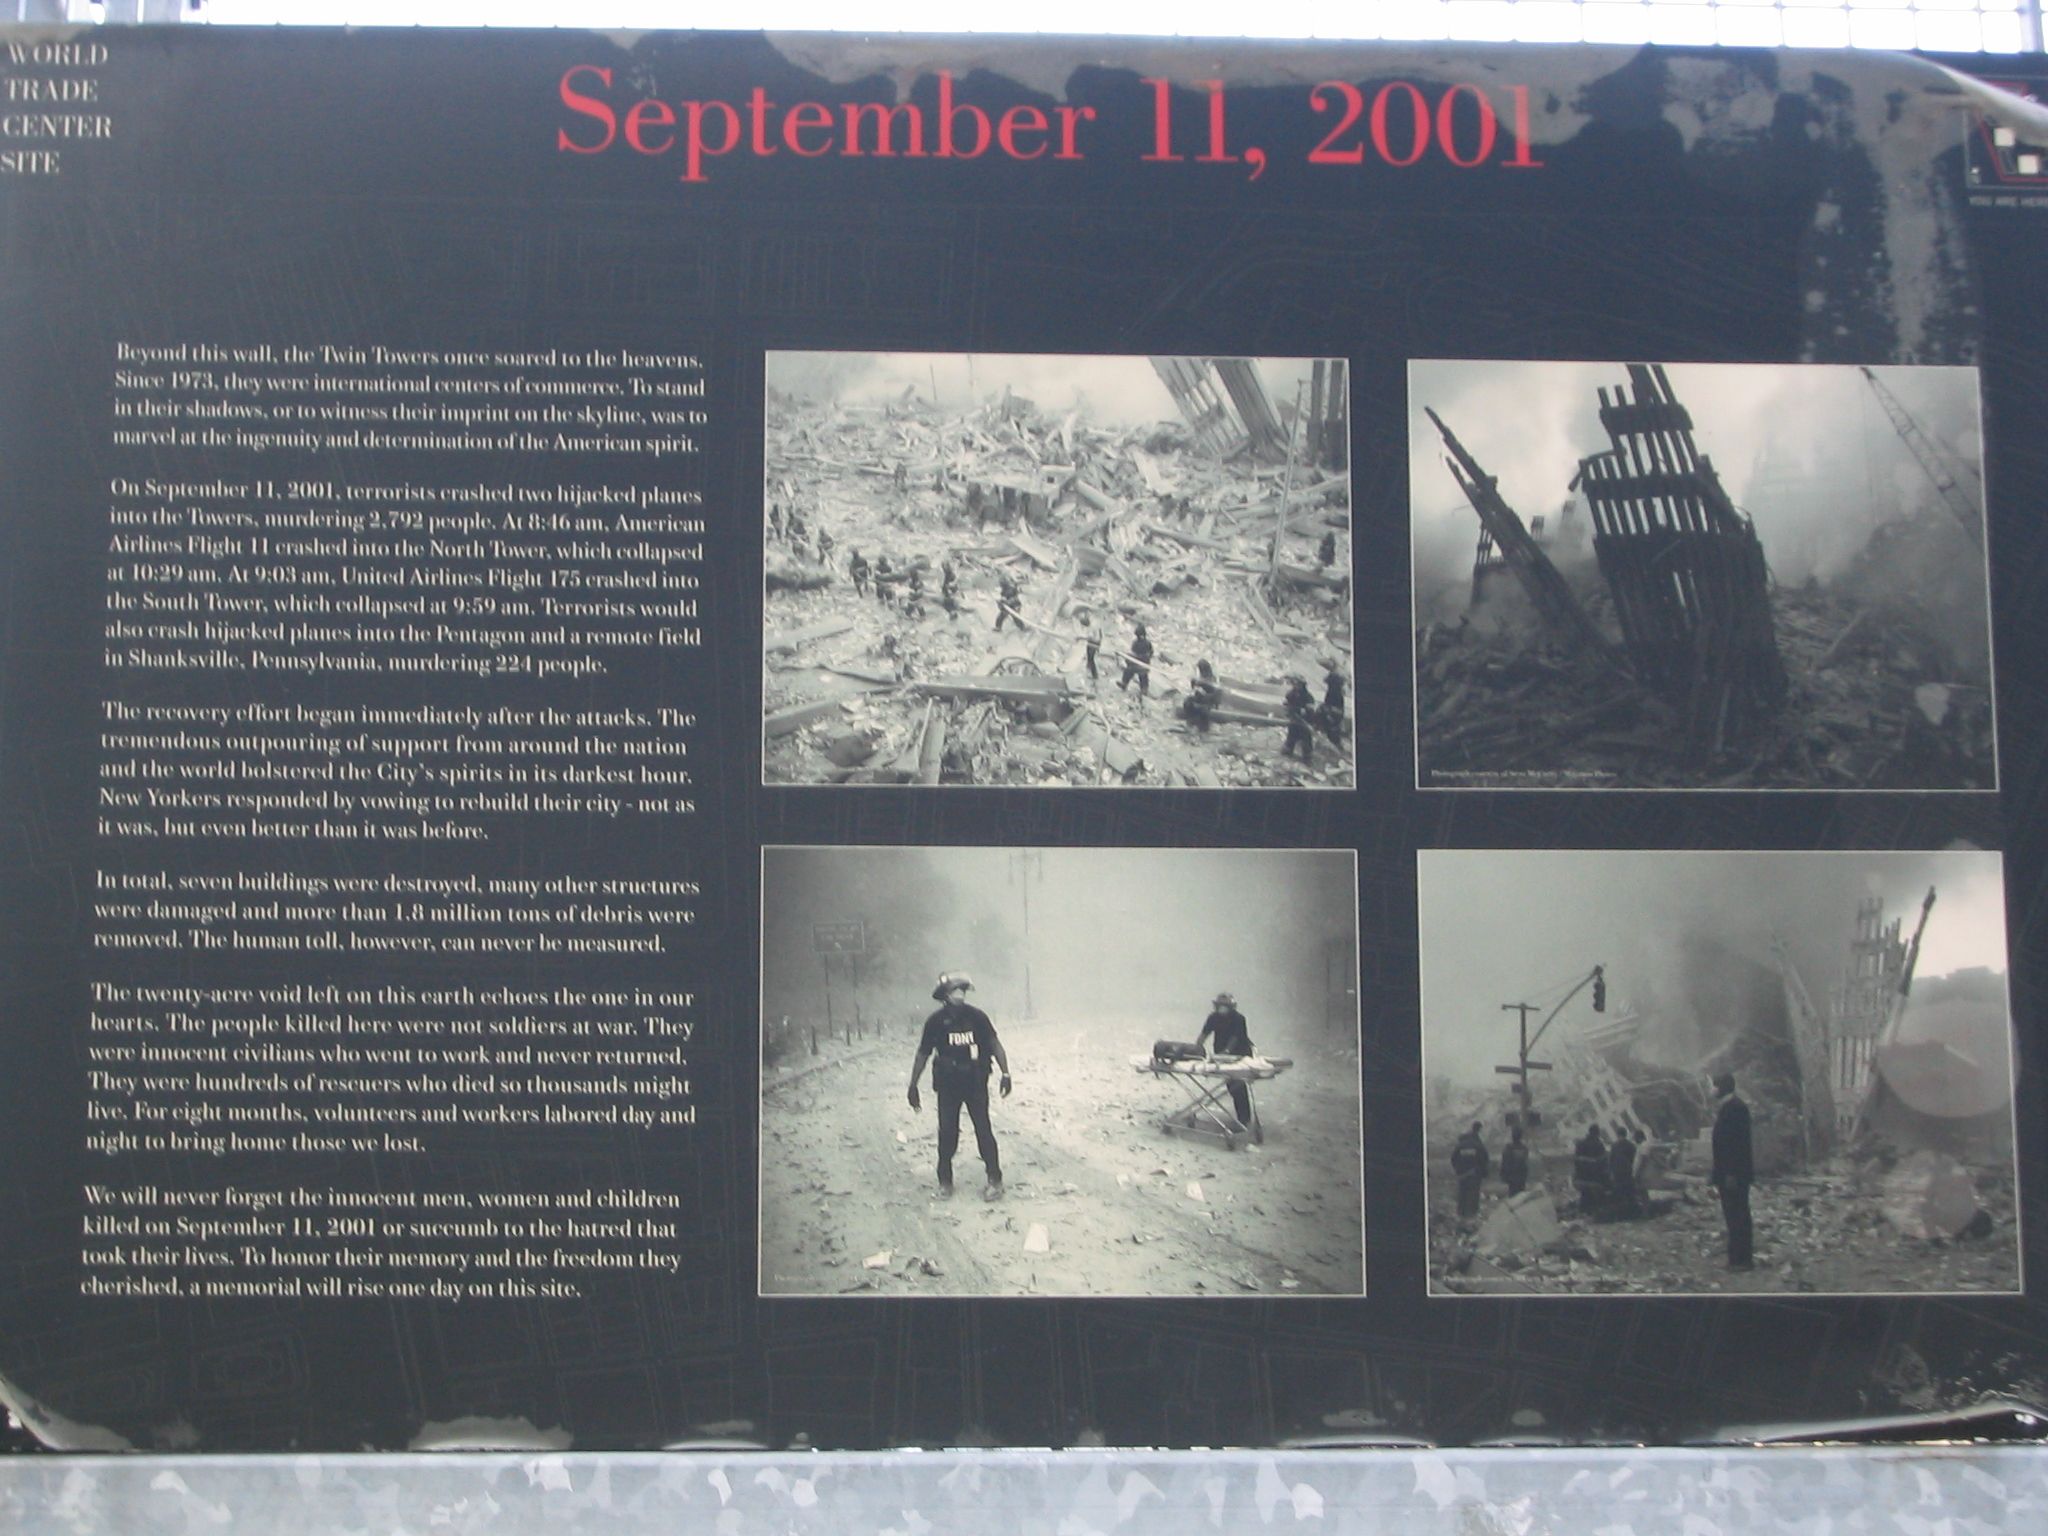 WORLD
TRADE
CENTER
SITE
September 11, 2001
YOU ARE HERE
Beyond this wall, the Twin Towers once soared to the heavens.
Since 1973, they were international centers of commerce. To stand
in their shadows, or to witness their imprint on the skyline, was to
marvel at the ingenuity and determination of the American spirit.
On September 11, 2001, terrorists crashed two hijacked planes
into the Towers, murdering 2,792 people. At 8:46 am, American
Airlines Flight 11 crashed into the North Tower, which collapsed
at 10:29 am. At 9:03 am, United Airlines Flight 175 crashed into
the South Tower, which collapsed at 9:59 am. Terrorists would
also crash hijacked planes into the Pentagon and a remote field
in Shanksville, Pennsylvania, murdering 224 people.
The recovery effort began immediately after the attacks. The
tremendous outpouring of support from around the nation
and the world bolstered the City's spirits in its darkest hour.
New Yorkers responded by vowing to rebuild their city - not as
it was, but even better than it was before.
In total, seven buildings were destroyed, many other structures
were damaged and more than 1.8 million tons of debris were
removed. The human toll, however, can never be measured.
The twenty-acre void left on this earth echoes the one in our
hearts. The people killed here were not soldiers at war. They
were innocent civilians who went to work and never returned.
They were hundreds of rescuers who died so thousands might
live. For eight months, volunteers and workers labored day and
night to bring home those we lost.
We will never forget the innocent men, women and children
killed on September 11, 2001 or succumb to the hatred that
took their lives. To honor their memory and the freedom they
cherished, a memorial will rise one day on this site.
FDNY